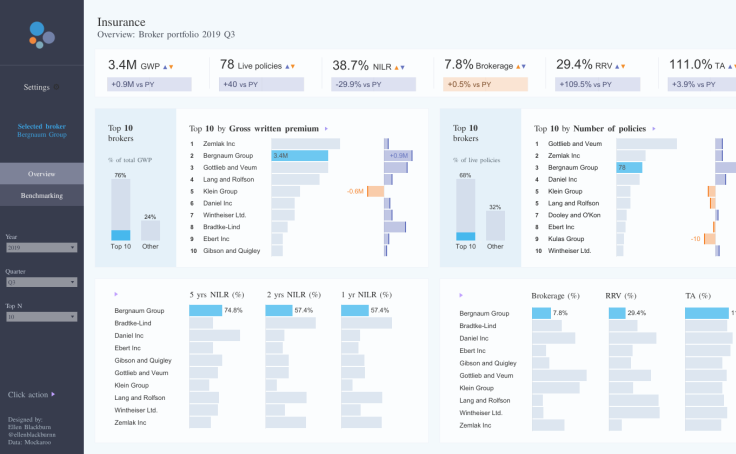 Insurance
Overview: Broker portfolio 2019 Q3
Settings
Selected broker
Bergnaum Group
Overview
Benchmarking
Year
2019
Quarter
Q3
Top N
10
Click action
Designed by:
Ellen Blackburn
@ellenblackburnn
Data: Mockaroo
3.4M GWP
+0.9M vs PY
78 Live policies
+40 vs PY
38.7% NILR
-29.9% vs PY
7.8% Brokerage
+0.5% vs PY
29.4% RRV
+109.5% vs PY
111.0% TA
+3.9% vs PY
Top 10
brokers
% of total GWP
76%
24%
Top 10 Other
Top 10 by Gross written premium
1 Zemlak Inc
2 Bergnaum Group 3.4M +0.9M
3 Gottlieb and Veum
4 Lang and Rolfson
5 Klein Group -0.6M
6 Daniel Inc
7 Wintheiser Ltd.
8 Bradtke-Lind
9 Ebert Inc
10 Gibson and Quigley
Top 10
brokers
% of live policies
68%
32%
Top 10 Other
Top 10 by Number of policies
1 Gottlieb and Veum
2 Zemlak Inc
3 Bergnaum Group 78
4 Daniel Inc
5 Klein Group
6 Lang and Rolfson
7 Dooley and O'Kon
8 Ebert Inc
9 Kulas Group -10
10 Wintheiser Ltd.
5 yrs NILR (%) 2 yrs NILR (%) 1 yr NILR (%)
Bergnaum Group 74.8% 57.4% 57.4%
Bradtke-Lind
Daniel Inc
Ebert Inc
Gibson and Quigley
Gottlieb and Veum
Klein Group
Lang and Rolfson
Wintheiser Ltd.
Zemlak Inc
Brokerage (%) RRV (%) TA (%)
Bergnaum Group 7.8% 29.4% 11
Bradtke-Lind
Daniel Inc
Ebert Inc
Gibson and Quigley
Gottlieb and Veum
Klein Group
Lang and Rolfson
Wintheiser Ltd.
Zemlak Inc